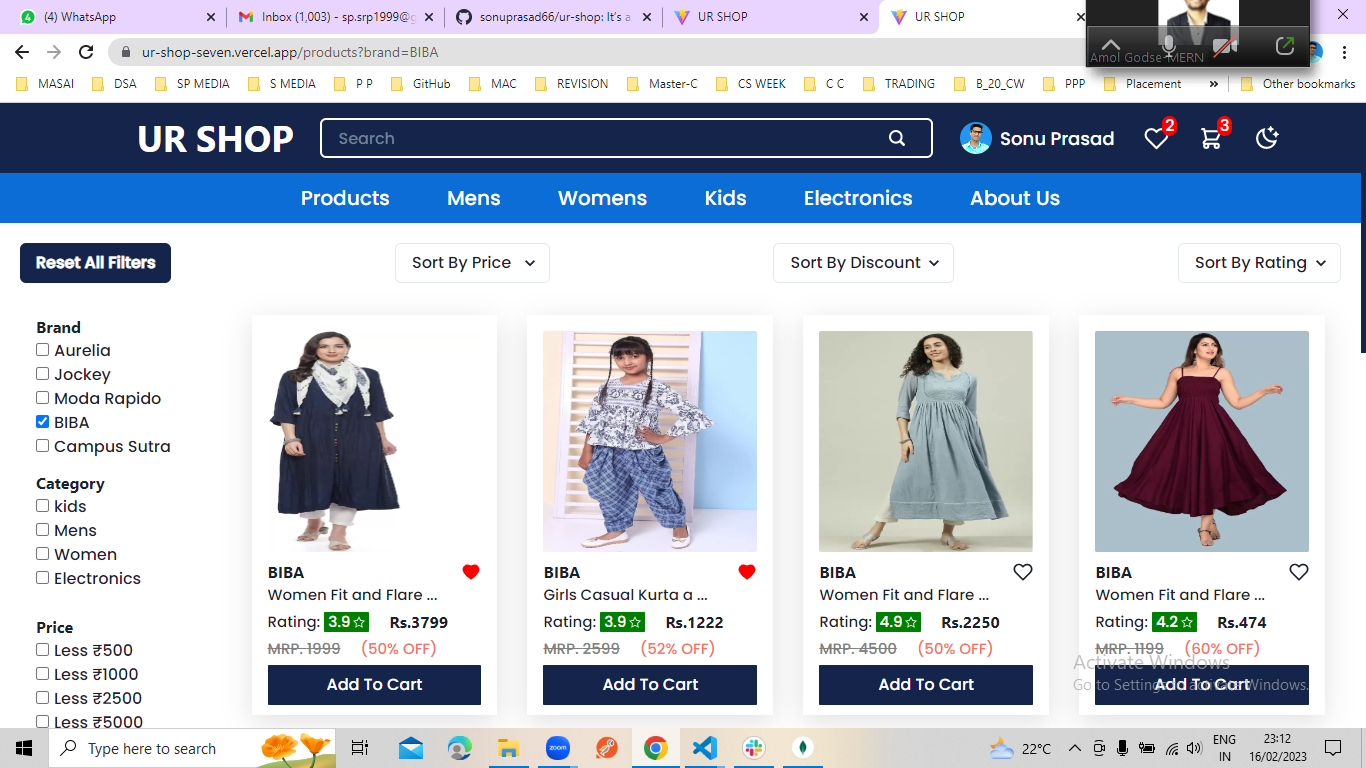 (4) WhatsApp
Inbox (1,003) - sp.srp1999@g
sonuprasad66/ur-shop: It's a
UR SHOP
UR SHOP
ur-shop-seven.vercel.app/products?brand=BIBA
Amol Godse-MERN
MASAI DSA SP MEDIA S MEDIA P P GitHub MAC REVISION Master-C CS WEEK C C TRADING B_20_CW PPP Placement » Other bookmarks
UR SHOP Search Sonu Prasad 2 3
Products Mens Womens Kids Electronics About Us
Reset All Filters Sort By Price Sort By Discount Sort By Rating
Brand
Aurelia
Jockey
Moda Rapido
BIBA
Campus Sutra
Category
kids
Mens
Women
Electronics
Price
Less ₹500
Less ₹1000
Less ₹2500
Less ₹5000
BIBA
Women Fit and Flare ...
Rating: 3.9 Rs.3799
MRP. 1999 (50% OFF)
Add To Cart
BIBA
Girls Casual Kurta a ...
Rating: 3.9 Rs.1222
MRP. 2599 (52% OFF)
Add To Cart
BIBA
Women Fit and Flare ...
Rating: 4.9 Rs.2250
MRP. 4500 (50% OFF)
Add To Cart
BIBA
Women Fit and Flare ...
Rating: 4.2 Rs.474
MRP. 1199 (60% OFF)
Add To Cart
Activate Windows
Go to Settings to activate Windows.
Type here to search
zoom
22°C
ENG
IN
23:12
16/02/2023